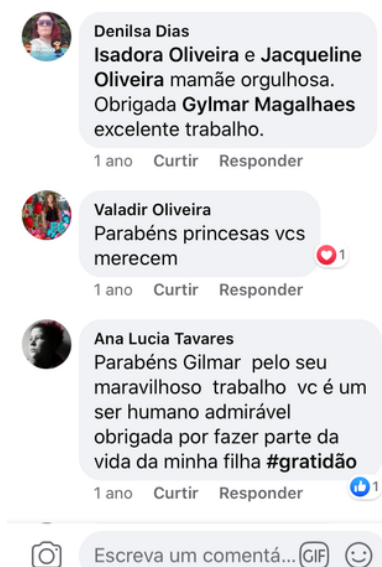 Denilsa Dias
Isadora Oliveira e Jacqueline
Oliveira mamãe orgulhosa.
Obrigada Gylmar Magalhaes
excelente trabalho.
1 ano Curtir Responder
Valadir Oliveira
Parabéns princesas vcs
merecem
1
1 ano Curtir Responder
Ana Lucia Tavares
Parabéns Gilmar pelo seu
maravilhoso trabalho vc é um
ser humano admirável
obrigada por fazer parte da
vida da minha filha #gratidão
1 ano Curtir Responder
1
Escreva um comentá... GIF